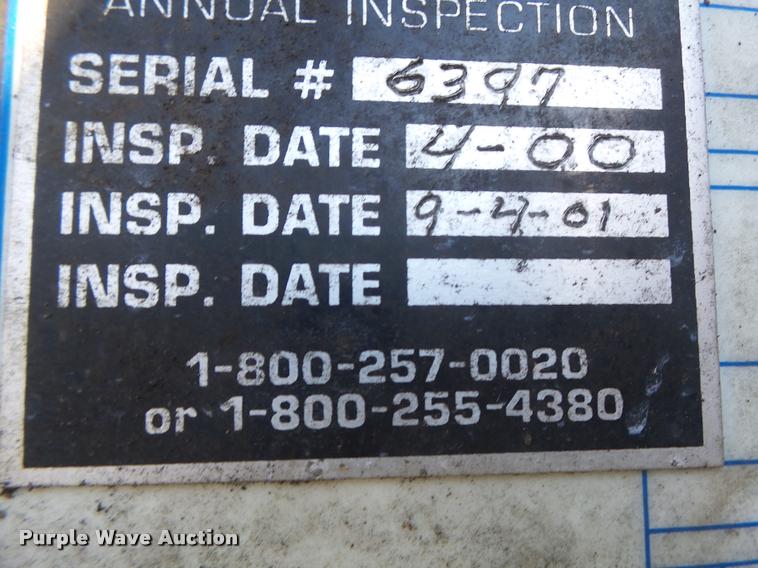 ANNUAL INSPECTION
SERIAL # 6397
INSP. DATE 4-00
INSP. DATE 9-4-01
INSP. DATE
1-800-257-0020
or 1-800-255-4380
Purple Wave Auction